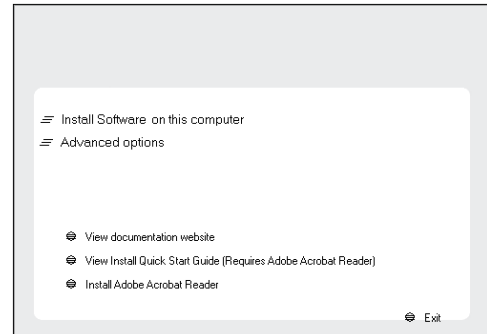 Install Software on this computer
Advanced options
View documentation website
View Install Quick Start Guide (Requires Adobe Acrobat Reader)
Install Adobe Acrobat Reader
Exit